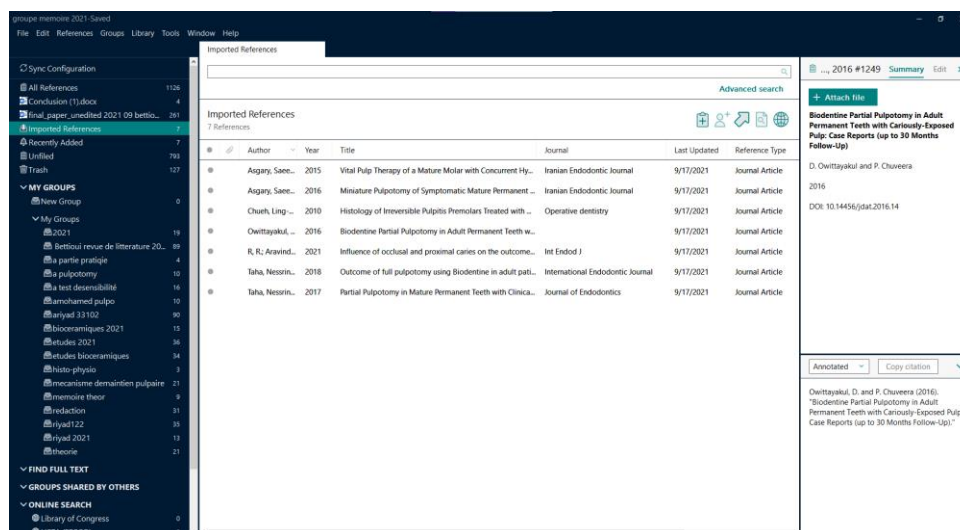 groupe memoire 2021-Saved
File Edit References Groups Library Tools Window Help
Imported References
Sync Configuration
All References 1126
Conclusion (1).docx 4
final_paper_unedited 2021 09 bettio... 261
Imported References 7
Recently Added 7
Unfiled 793
Trash 127
MY GROUPS
New Group 0
My Groups
2021 19
Bettioui revue de litterature 20... 89
a partie pratiqie 4
a pulpotomy 10
a test desensibilité 16
amohamed pulpo 10
ariyad 33102 90
bioceramiques 2021 15
etudes 2021 36
etudes bioceramiques 34
histo-physio 3
mecanisme demaintien pulpaire 21
memoire theor 9
redaction 31
riyad122 35
riyad 2021 13
theorie 21
FIND FULL TEXT
GROUPS SHARED BY OTHERS
ONLINE SEARCH
Library of Congress 0
Advanced search
Imported References
7 References
Author Year Title Journal Last Updated Reference Type
Asgary, Saee... 2015 Vital Pulp Therapy of a Mature Molar with Concurrent Hy... Iranian Endodontic Journal 9/17/2021 Journal Article
Asgary, Saee... 2016 Miniature Pulpotomy of Symptomatic Mature Permanent ... Iranian Endodontic Journal 9/17/2021 Journal Article
Chueh, Ling-... 2010 Histology of Irreversible Pulpitis Premolars Treated with ... Operative dentistry 9/17/2021 Journal Article
Owittayakul, ... 2016 Biodentine Partial Pulpotomy in Adult Permanent Teeth w... 9/17/2021 Journal Article
R, R.; Aravind... 2021 Influence of occlusal and proximal caries on the outcome... Int Endod J 9/17/2021 Journal Article
Taha, Nessrin... 2018 Outcome of full pulpotomy using Biodentine in adult pati... International Endodontic Journal 9/17/2021 Journal Article
Taha, Nessrin... 2017 Partial Pulpotomy in Mature Permanent Teeth with Clinica... Journal of Endodontics 9/17/2021 Journal Article
..., 2016 #1249 Summary Edit
+ Attach file
Biodentine Partial Pulpotomy in Adult
Permanent Teeth with Cariously-Exposed
Pulp: Case Reports (up to 30 Months
Follow-Up)
D. Owittayakul and P. Chuveera
2016
DOI: 10.14456/jdat.2016.14
Annotated Copy citation
Owittayakul, D. and P. Chuveera (2016).
"Biodentine Partial Pulpotomy in Adult
Permanent Teeth with Cariously-Exposed Pulp
Case Reports (up to 30 Months Follow-Up)."